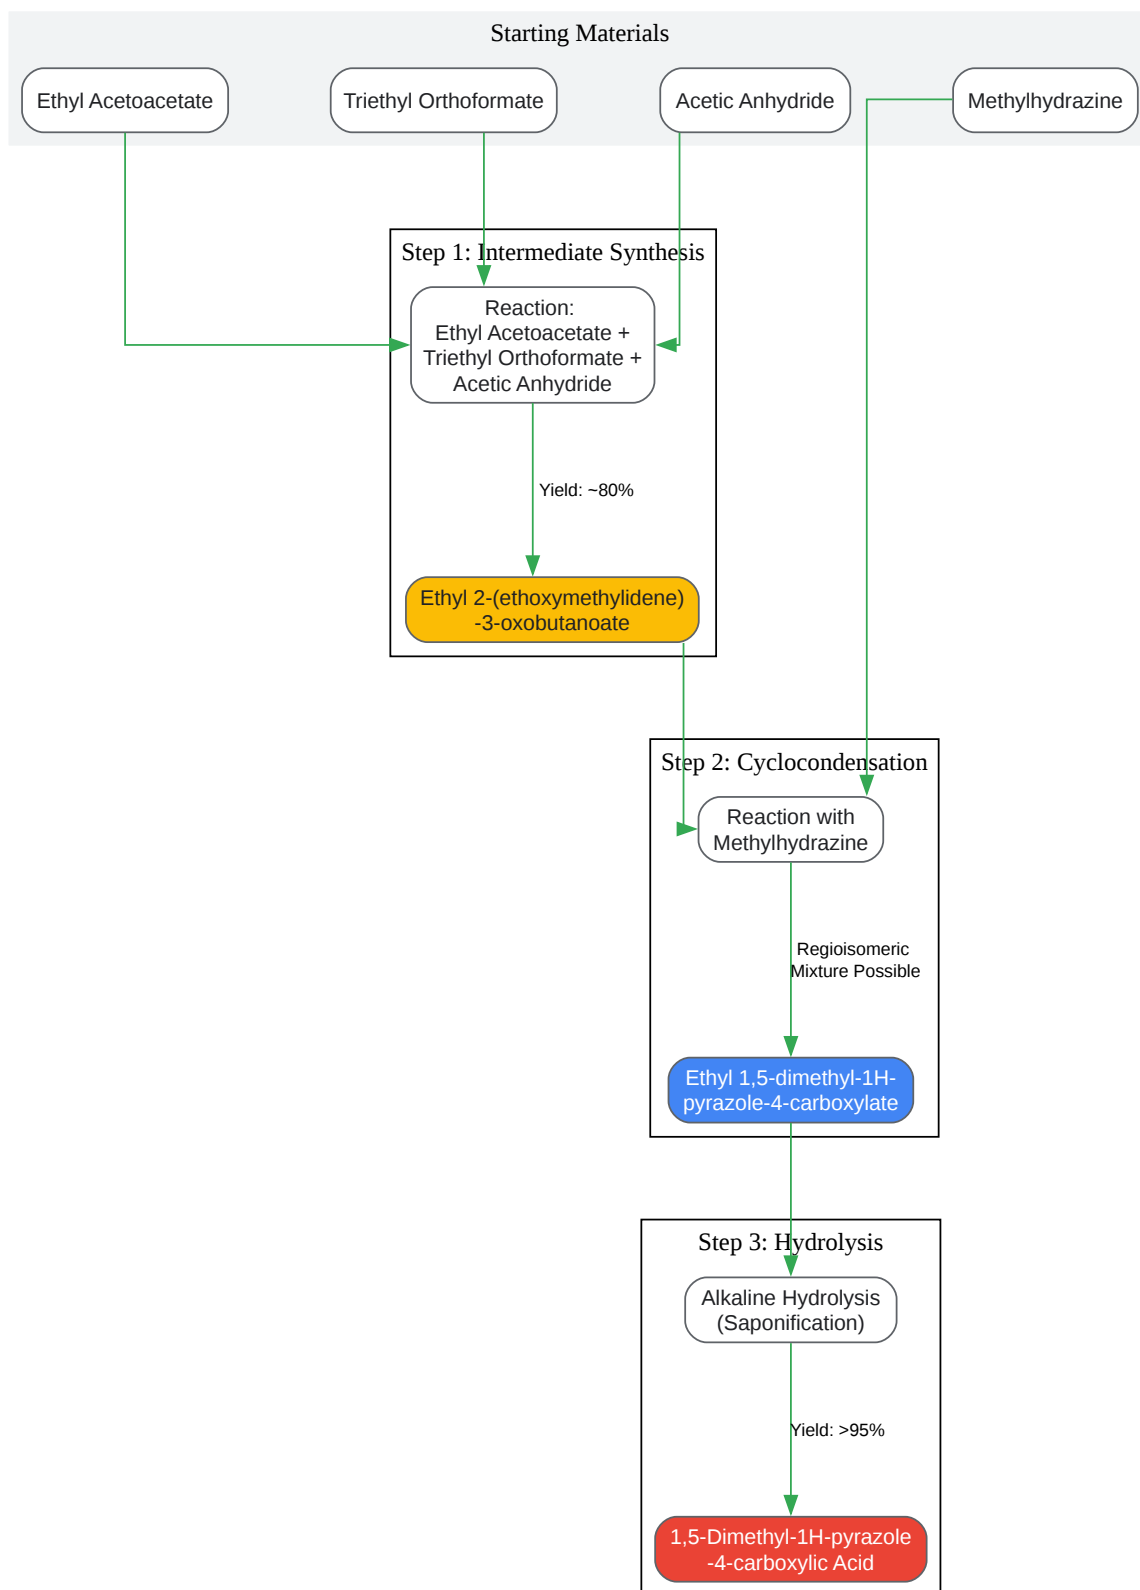 Starting Materials
Ethyl Acetoacetate
Triethyl Orthoformate
Acetic Anhydride
Methylhydrazine
Step 1: Intermediate Synthesis
Reaction:
Ethyl Acetoacetate +
Triethyl Orthoformate +
Acetic Anhydride
Yield: ~80%
Ethyl 2-(ethoxymethylidene)
-3-oxobutanoate
Step 2: Cyclocondensation
Reaction with
Methylhydrazine
Regioisomeric
Mixture Possible
Ethyl 1,5-dimethyl-1H-
pyrazole-4-carboxylate
Step 3: Hydrolysis
Alkaline Hydrolysis
(Saponification)
Yield: >95%
1,5-Dimethyl-1H-pyrazole
-4-carboxylic Acid